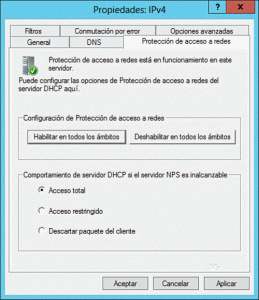 Propiedades: IPv4
?
X
Filtros
Conmutación por error
Opciones avanzadas
General
DNS
Protección de acceso a redes
Protección de acceso a redes está en funcionamiento en este
servidor.
Puede configurar las opciones de Protección de acceso a redes del
servidor DHCP aquí.
Configuración de Protección de acceso a redes
Habilitar en todos los ámbitos
Deshabilitar en todos los ámbitos
Comportamiento de servidor DHCP si el servidor NPS es inalcanzable
Acceso total
Acceso restringido
Descartar paquete del cliente
Aceptar
Cancelar
Aplicar